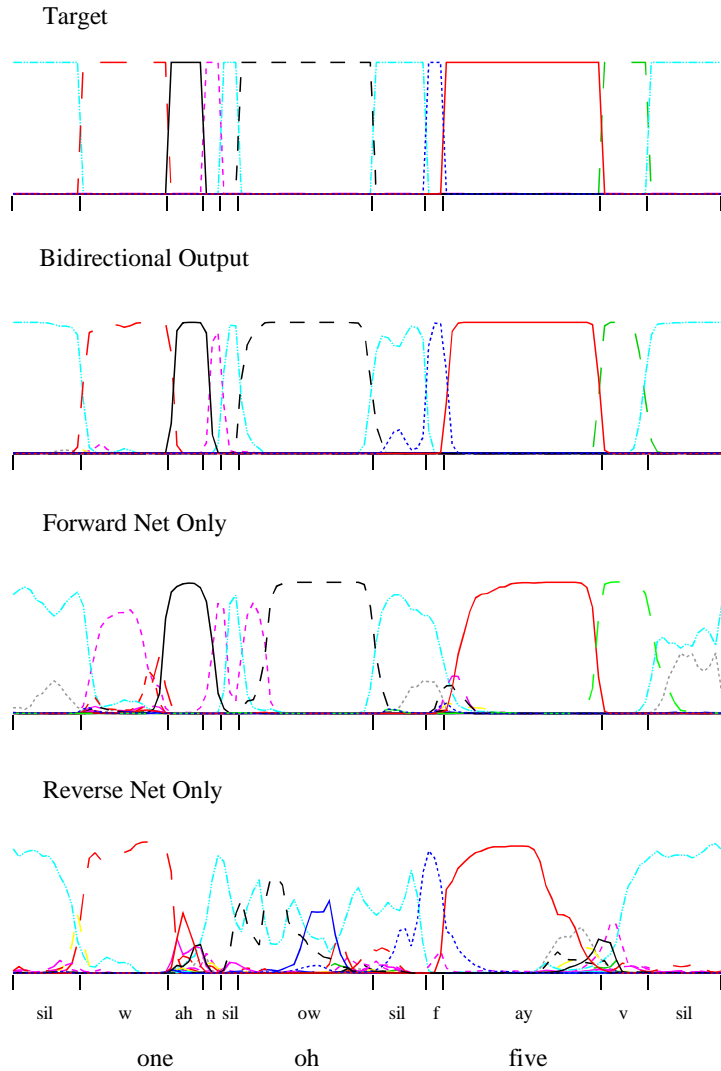 Target
Bidirectional Output
Forward Net Only
Reverse Net Only
sil w ah n sil ow sil f ay v sil
one oh five